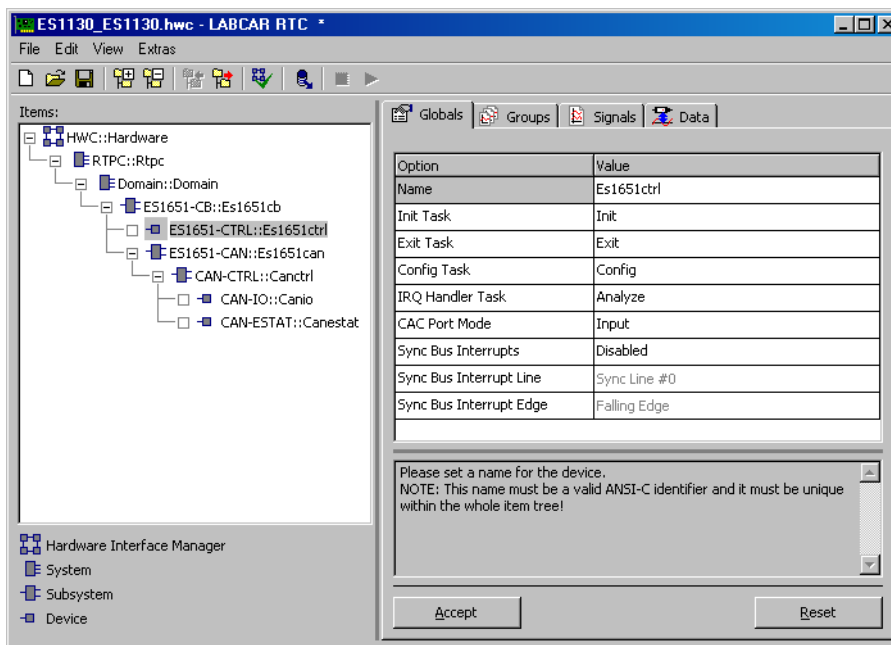 ES1130_ES1130.hwc - LABCAR RTC *
File Edit View Extras
Items:
HWC::Hardware
RTPC::Rtpc
Domain::Domain
ES1651-CB::Es1651cb
ES1651-CTRL::Es1651ctrl
ES1651-CAN::Es1651can
CAN-CTRL::Canctrl
CAN-IO::Canio
CAN-ESTAT::Canestat
Hardware Interface Manager
System
Subsystem
Device
Globals Groups Signals Data
Option Value
Name Es1651ctrl
Init Task Init
Exit Task Exit
Config Task Config
IRQ Handler Task Analyze
CAC Port Mode Input
Sync Bus Interrupts Disabled
Sync Bus Interrupt Line Sync Line #0
Sync Bus Interrupt Edge Falling Edge
Please set a name for the device.
NOTE: This name must be a valid ANSI-C identifier and it must be unique
within the whole item tree!
Accept Reset